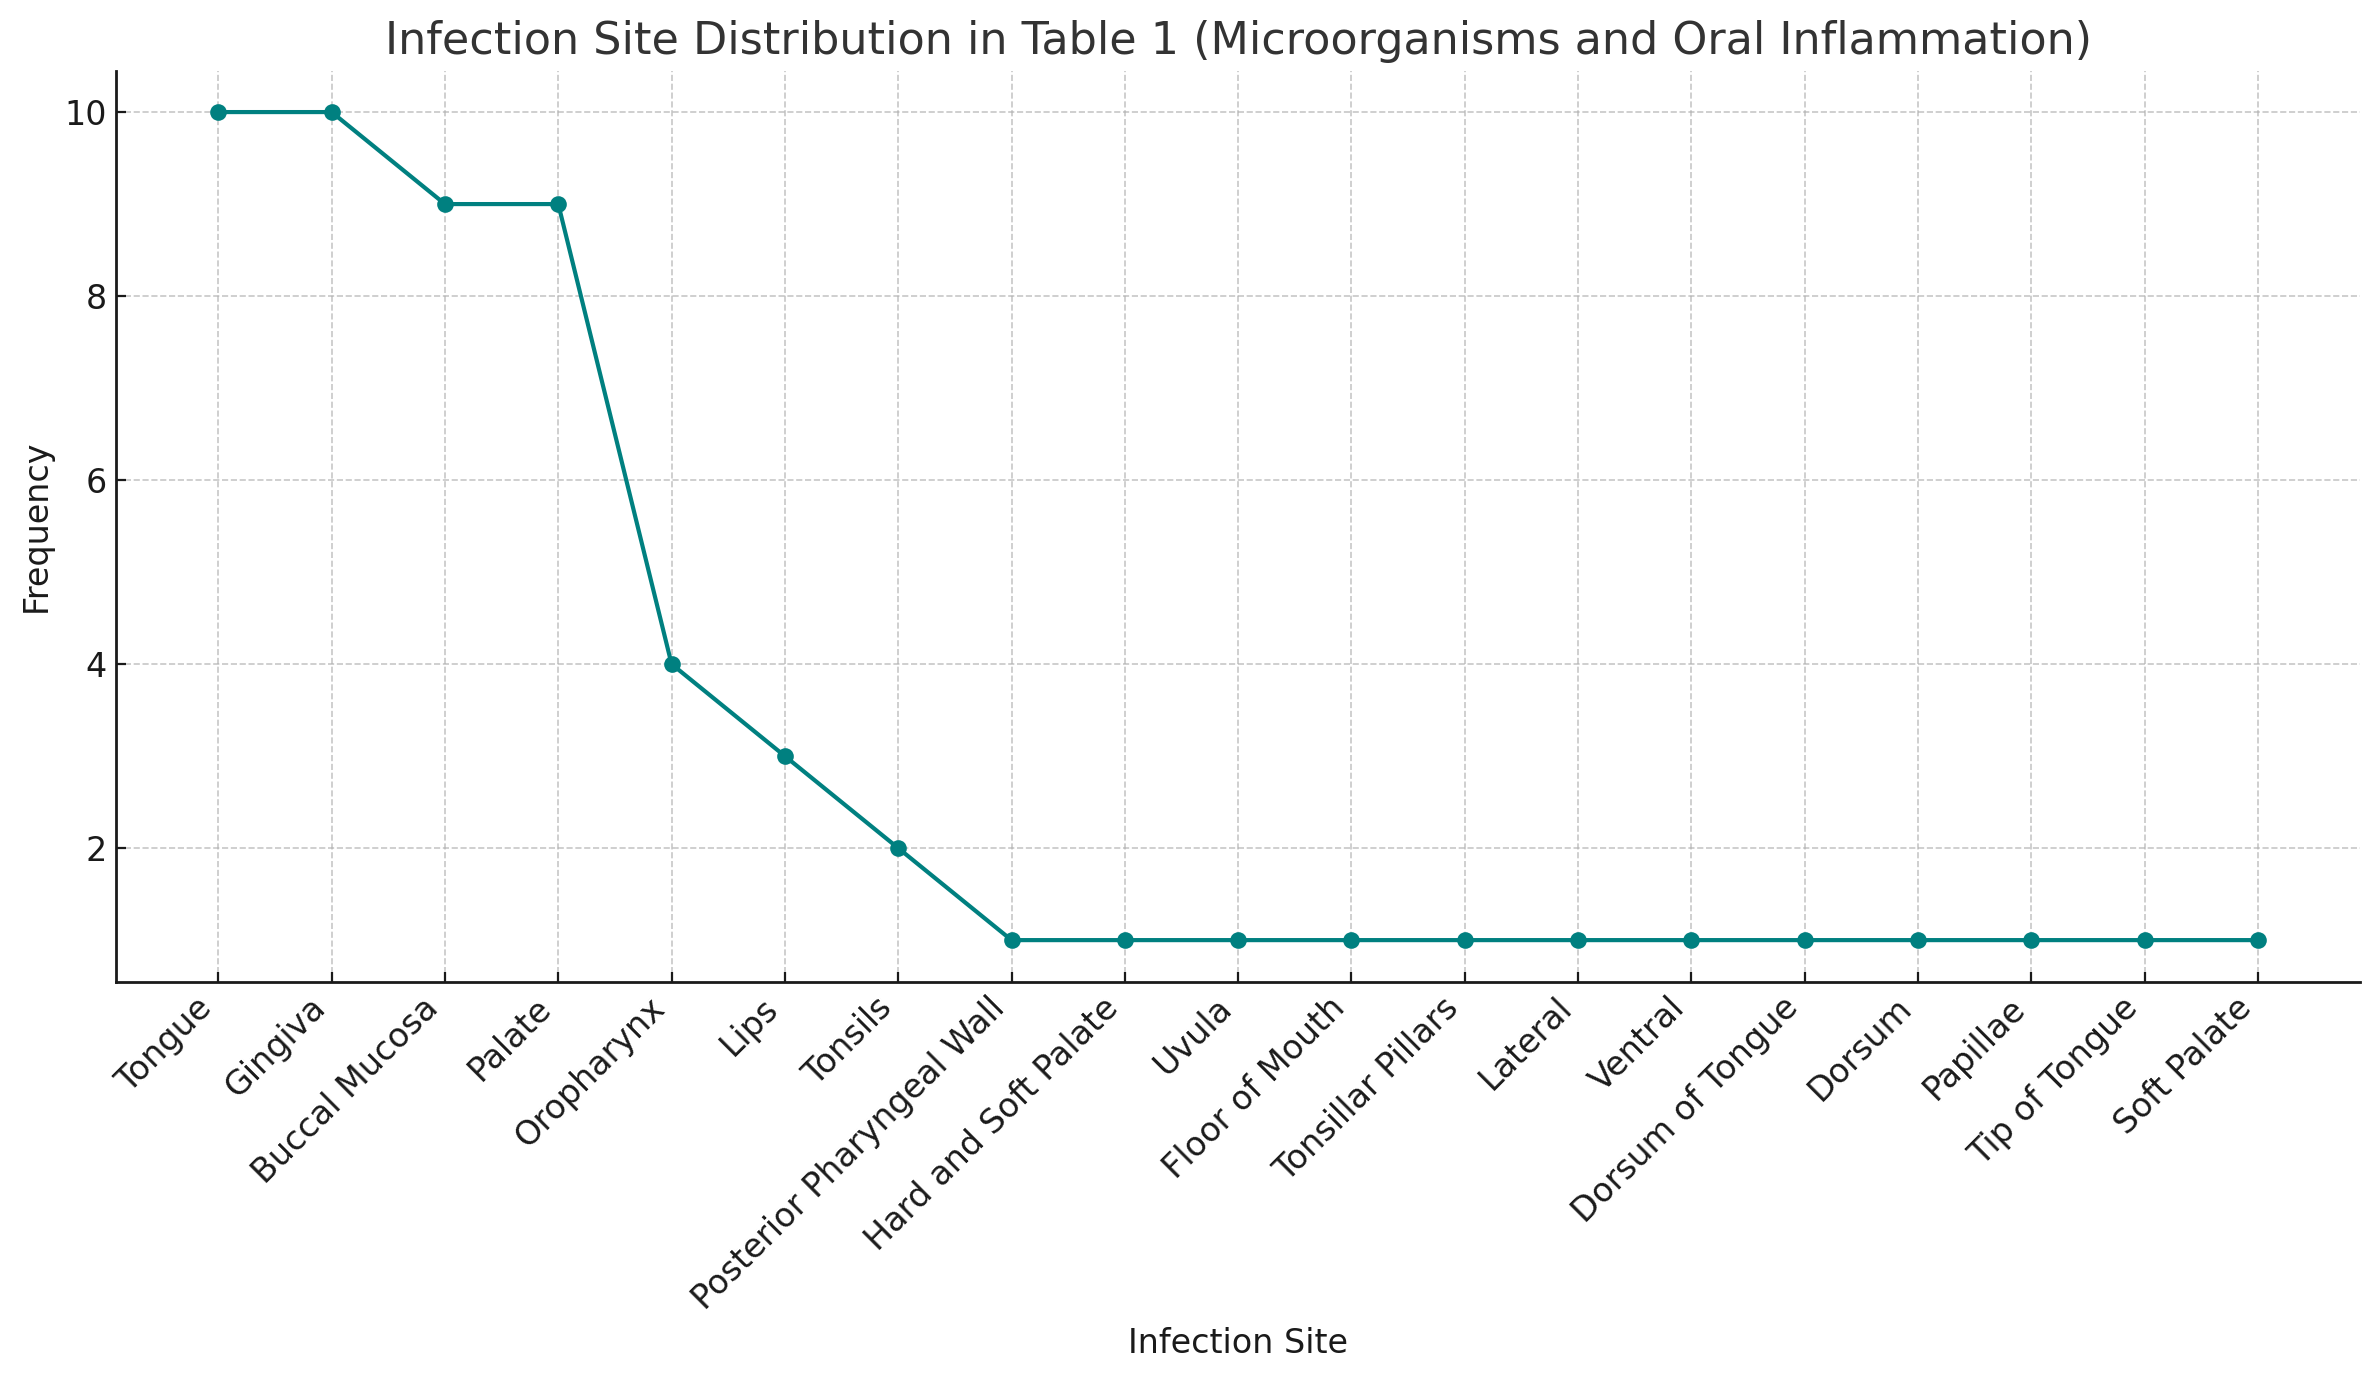 Infection Site Distribution in Table 1 (Microorganisms and Oral Inflammation)
10
8
6
4
2
Frequency
Tongue
Gingiva
Buccal Mucosa
Palate
Oropharynx
Lips
Tonsils
Posterior Pharyngeal Wall
Hard and Soft Palate
Uvula
Floor of Mouth
Tonsillar Pillars
Lateral
Ventral
Dorsum of Tongue
Dorsum
Papillae
Tip of Tongue
Soft Palate
Infection Site